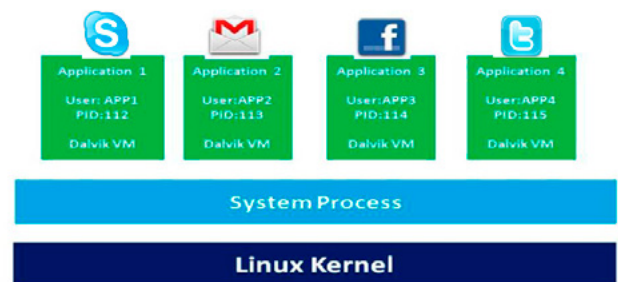 Application 1
User: APP1
PID:112
Dalvik VM
Application 2
User:APP2
PID:113
Dalvik VM
Application 3
User:APP3
PID:114
Dalvik VM
Application 4
User:APP4
PID:115
Dalvik VM
System Process
Linux Kernel